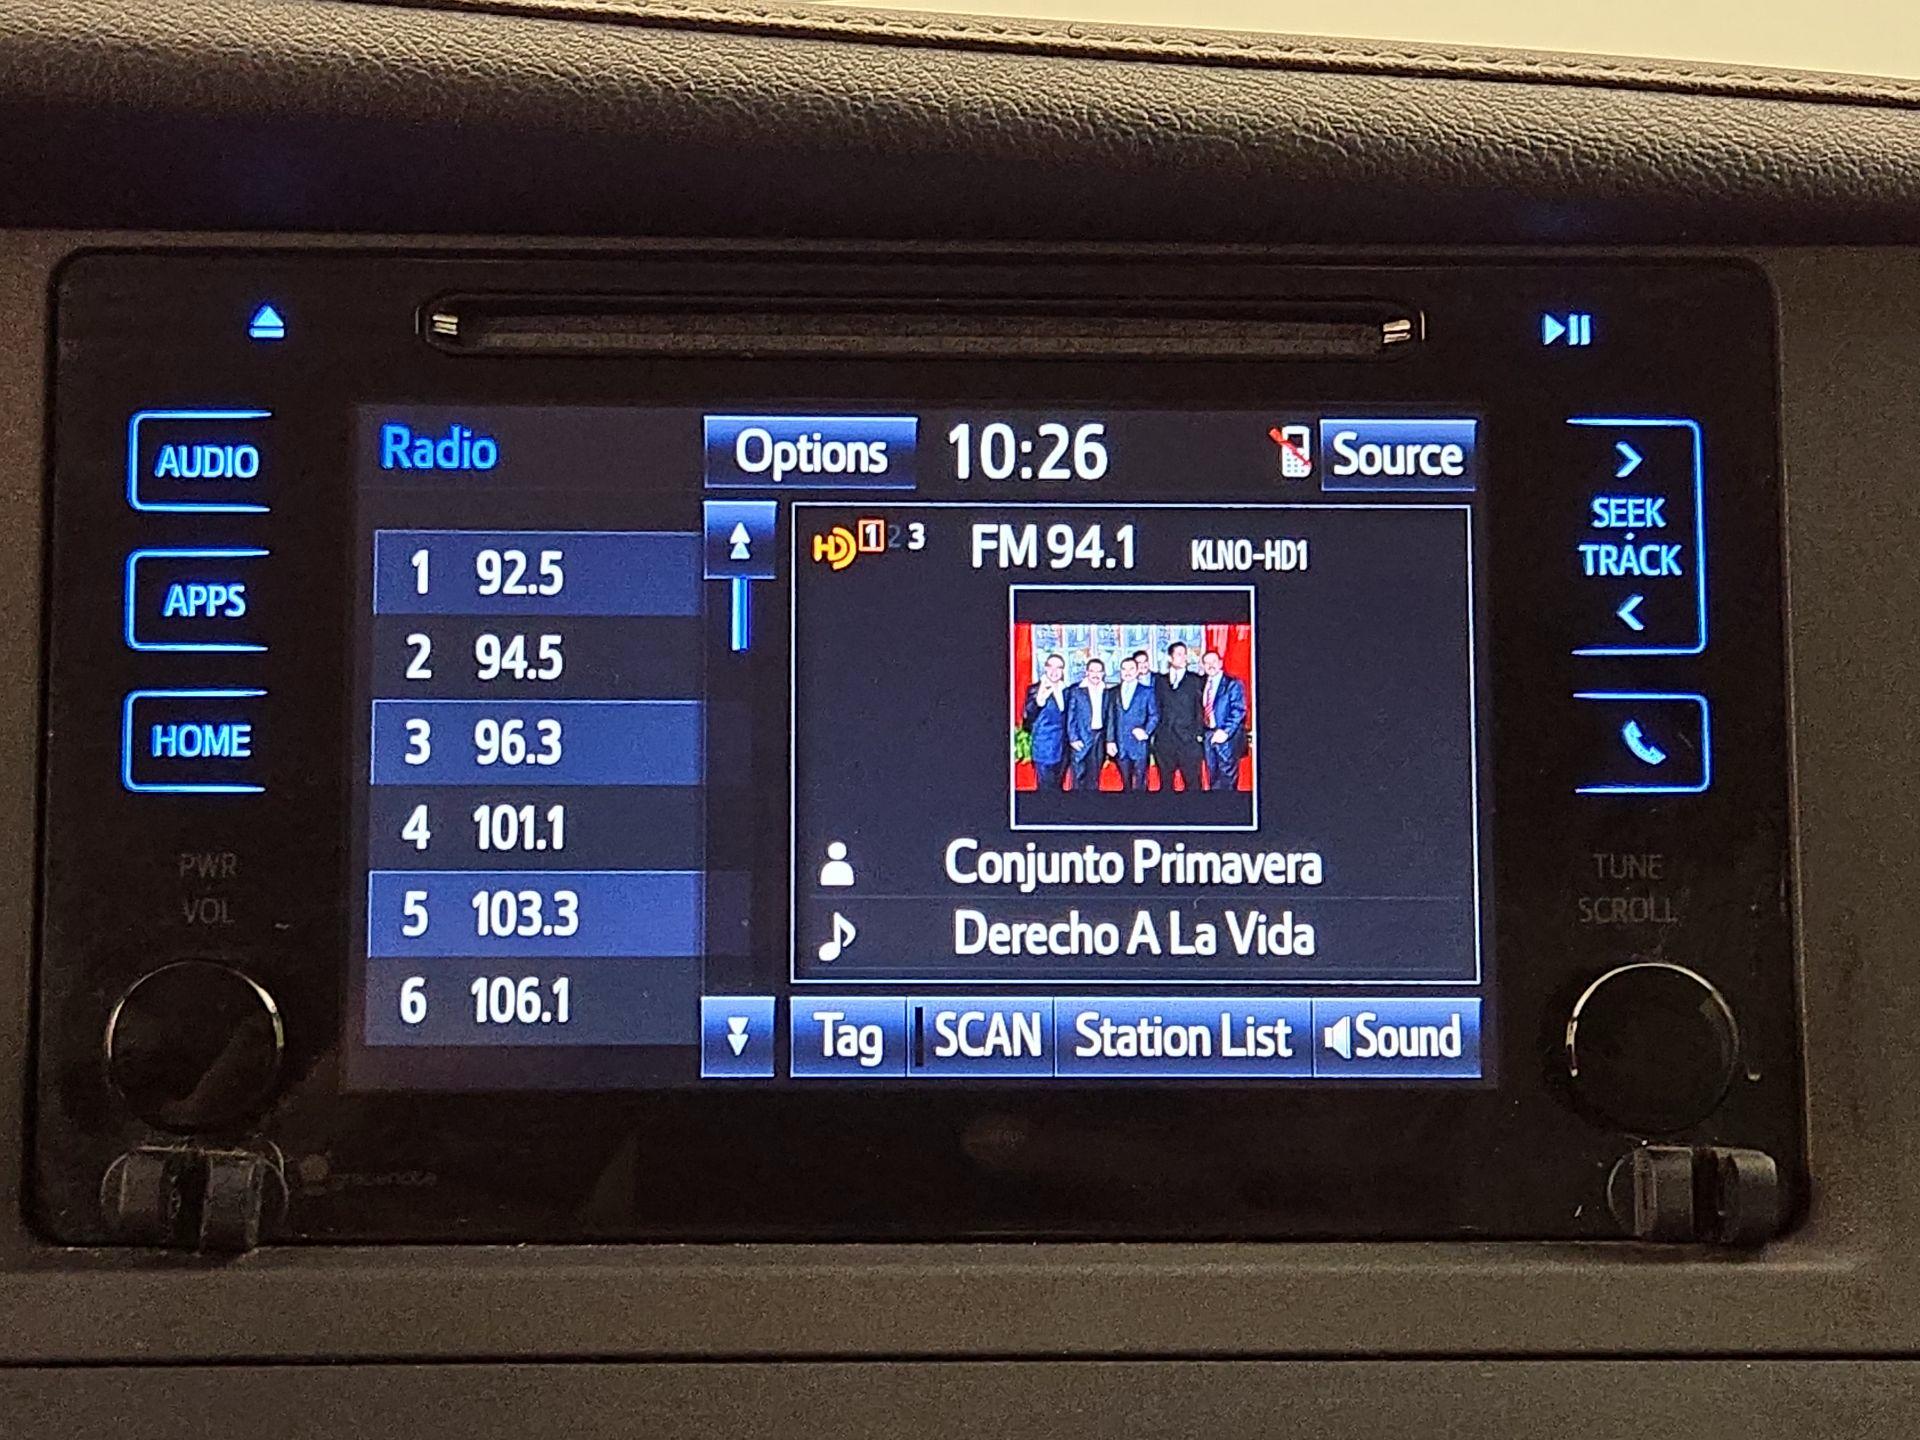 AUDIO
APPS
HOME
PWR
VOL
Radio
Options
10:26
Source
1 92.5
2 94.5
3 96.3
4 101.1
5 103.3
6 106.1
HD 1 2 3 FM 94.1 KLNO-HD1
Conjunto Primavera
Derecho A La Vida
Tag
SCAN
Station List
Sound
>
SEEK
TRACK
<
TUNE
SCROLL
gracenote